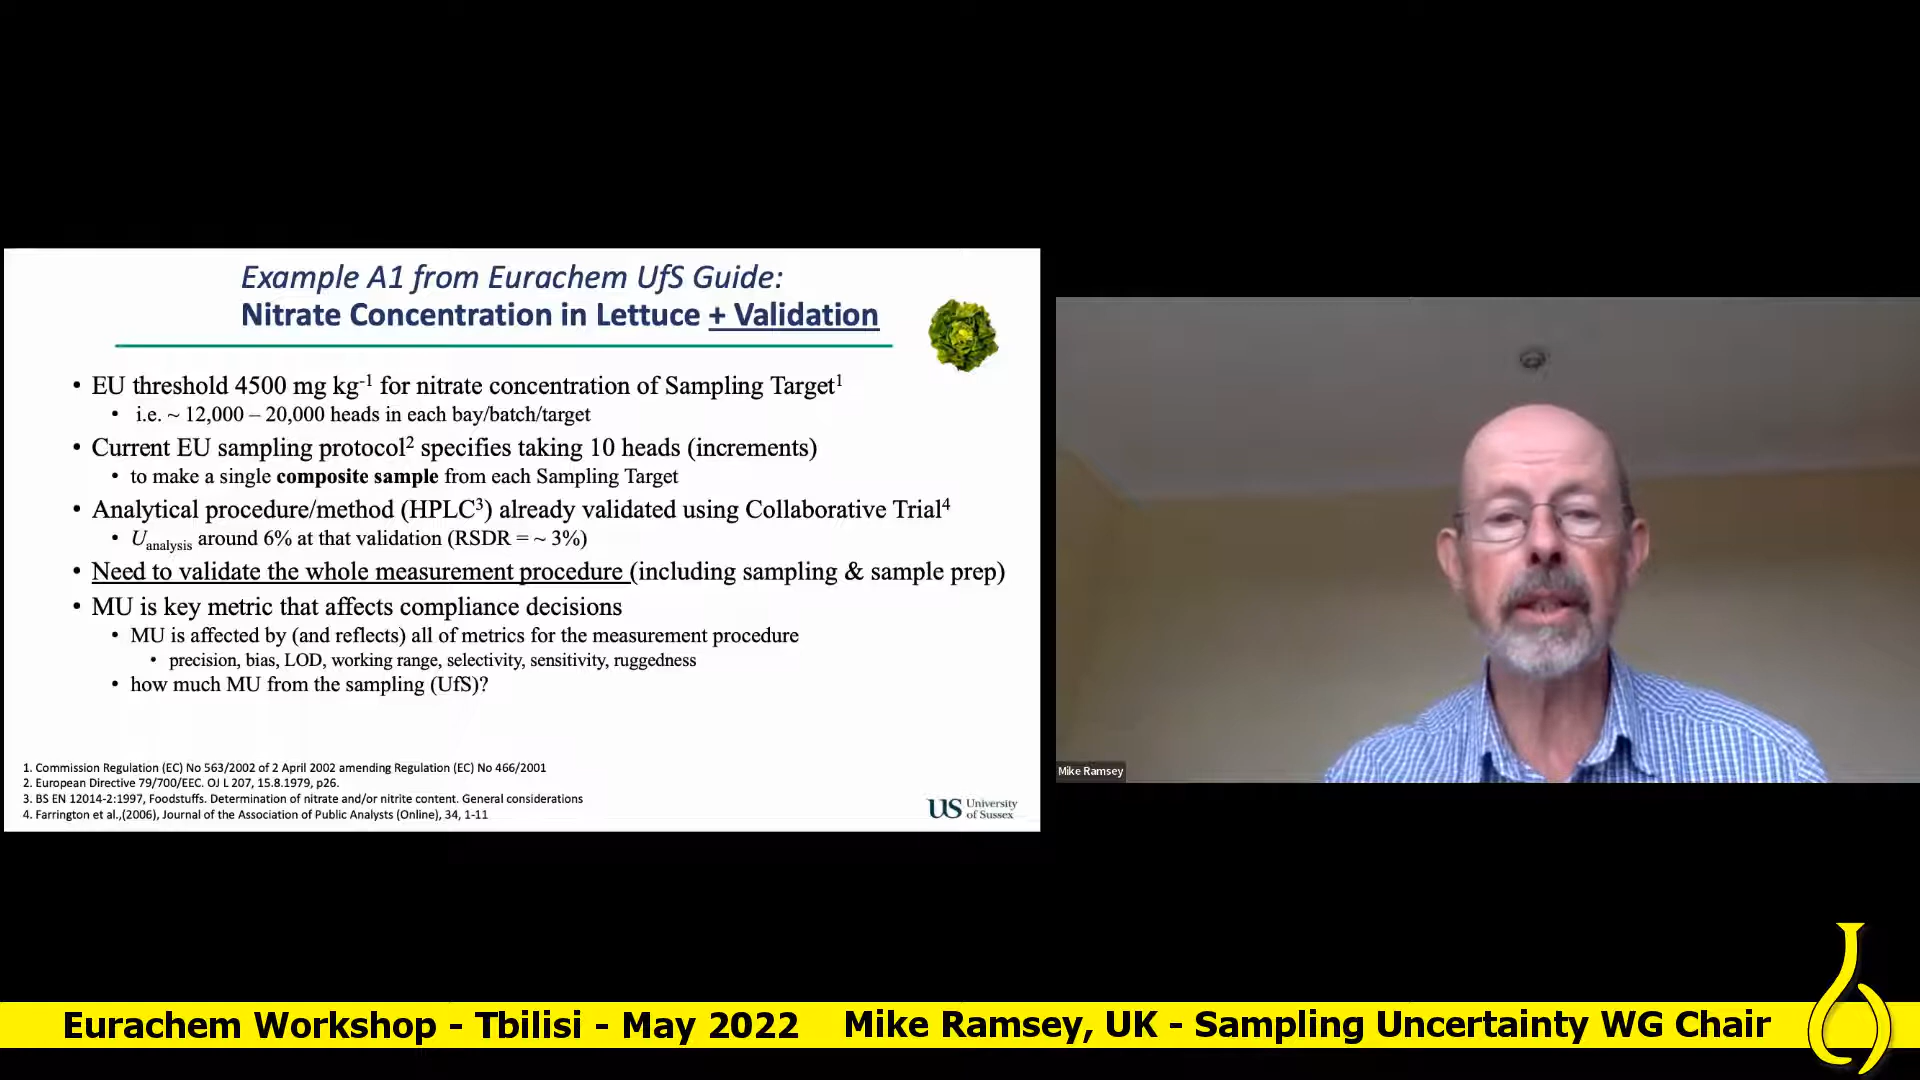 Example A1 from Eurachem UfS Guide:
Nitrate Concentration in Lettuce + Validation
• EU threshold 4500 mg kg-1 for nitrate concentration of Sampling Target1
• i.e. ~ 12,000 – 20,000 heads in each bay/batch/target
• Current EU sampling protocol2 specifies taking 10 heads (increments)
• to make a single composite sample from each Sampling Target
• Analytical procedure/method (HPLC3) already validated using Collaborative Trial4
• Uanalysis around 6% at that validation (RSDR = ~ 3%)
• Need to validate the whole measurement procedure (including sampling & sample prep)
• MU is key metric that affects compliance decisions
• MU is affected by (and reflects) all of metrics for the measurement procedure
• precision, bias, LOD, working range, selectivity, sensitivity, ruggedness
• how much MU from the sampling (UfS)?
1. Commission Regulation (EC) No 563/2002 of 2 April 2002 amending Regulation (EC) No 466/2001
2. European Directive 79/700/EEC. OJ L 207, 15.8.1979, p26.
3. BS EN 12014-2:1997, Foodstuffs. Determination of nitrate and/or nitrite content. General considerations
4. Farrington et al.,(2006), Journal of the Association of Public Analysts (Online), 34, 1-11
US University
of Sussex
Mike Ramsey
Eurachem Workshop - Tbilisi - May 2022 Mike Ramsey, UK - Sampling Uncertainty WG Chair